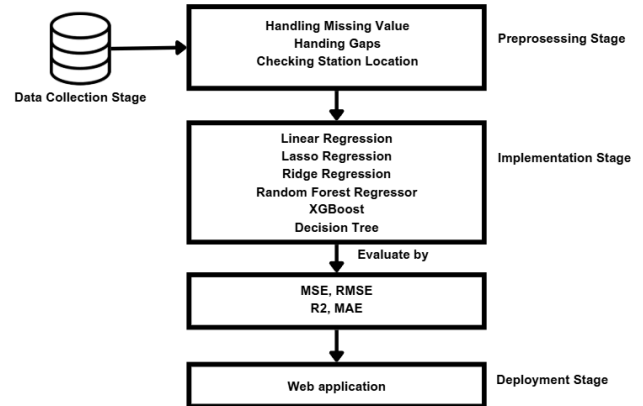 Handling Missing Value
Handing Gaps
Checking Station Location
Preprosessing Stage
Data Collection Stage
Linear Regression
Lasso Regression
Ridge Regression
Random Forest Regressor
XGBoost
Decision Tree
Implementation Stage
Evaluate by
MSE, RMSE
R2, MAE
Web application
Deployment Stage